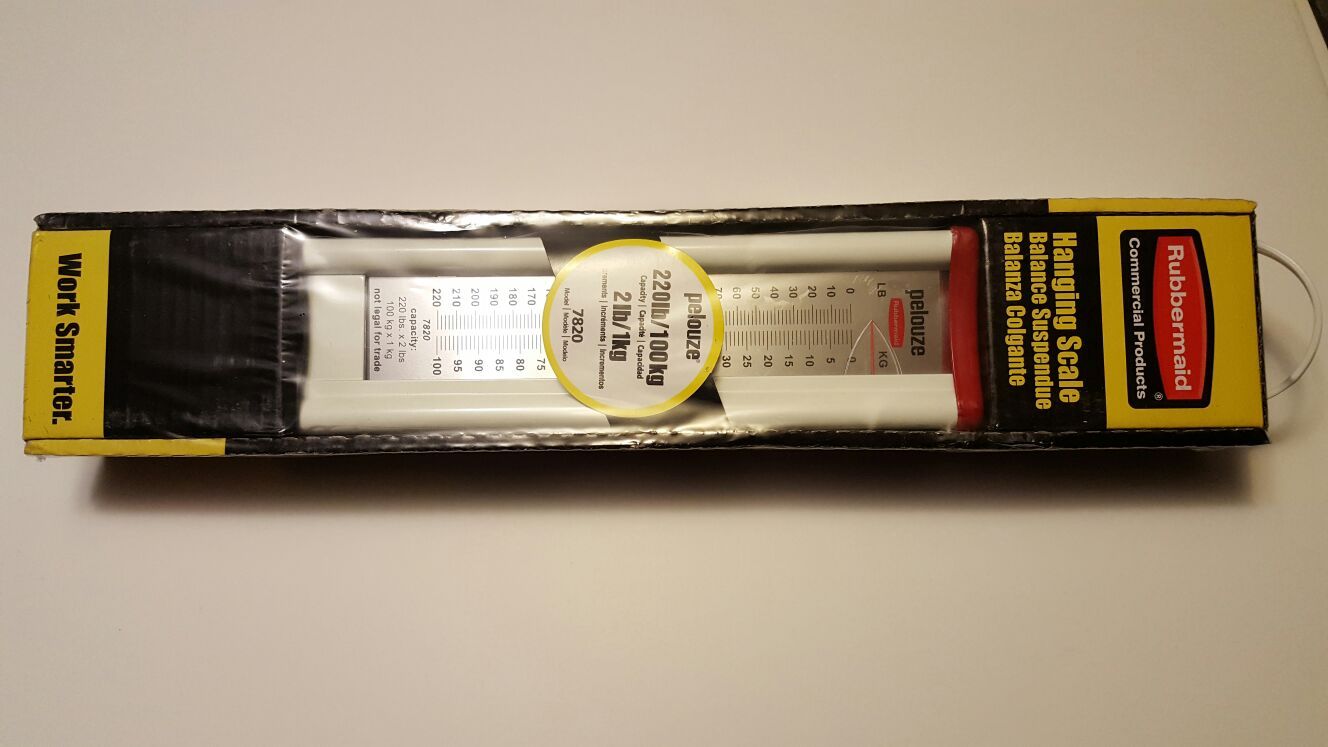 Rubbermaid
Commercial Products ®
Hanging Scale
Balance Suspendue
Balanza Colgante
pelouze
Rubbermaid
LB KG
0 0
10 5
20 10
30 15
40 20
50 25
60 30
70
pelouze®
220lb/100kg
Capacity | Capacité | Capacidad
2lb/1kg
Increments | Incréments | Incrementos
7820
Model | Modèle | Modelo
170 75
180 80
190 85
200 90
210 95
220 100
7820
capacity:
220 lbs. x 2 lbs
100 kg x 1 kg
not legal for trade
Work Smarter.